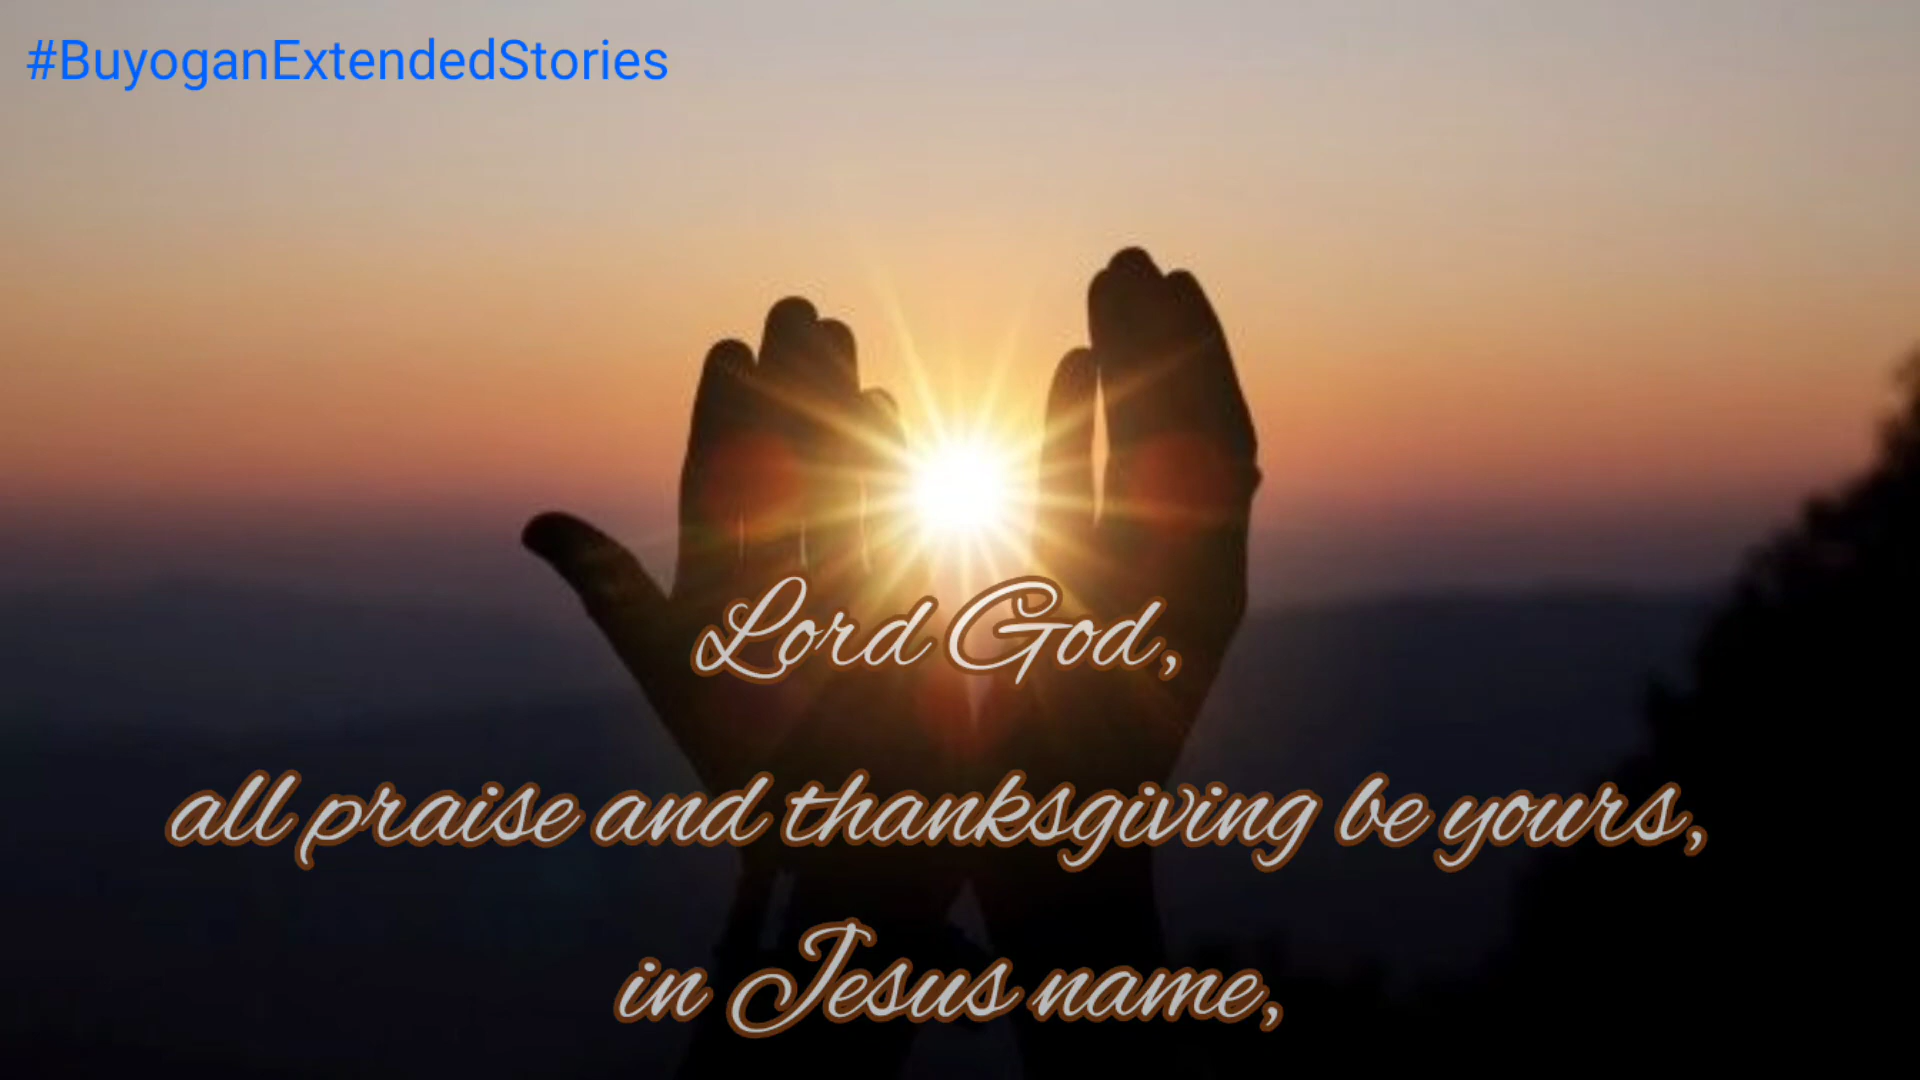 #BuyoganExtendedStories
Lord God,
all praise and thanksgiving be yours,
in Jesus name,